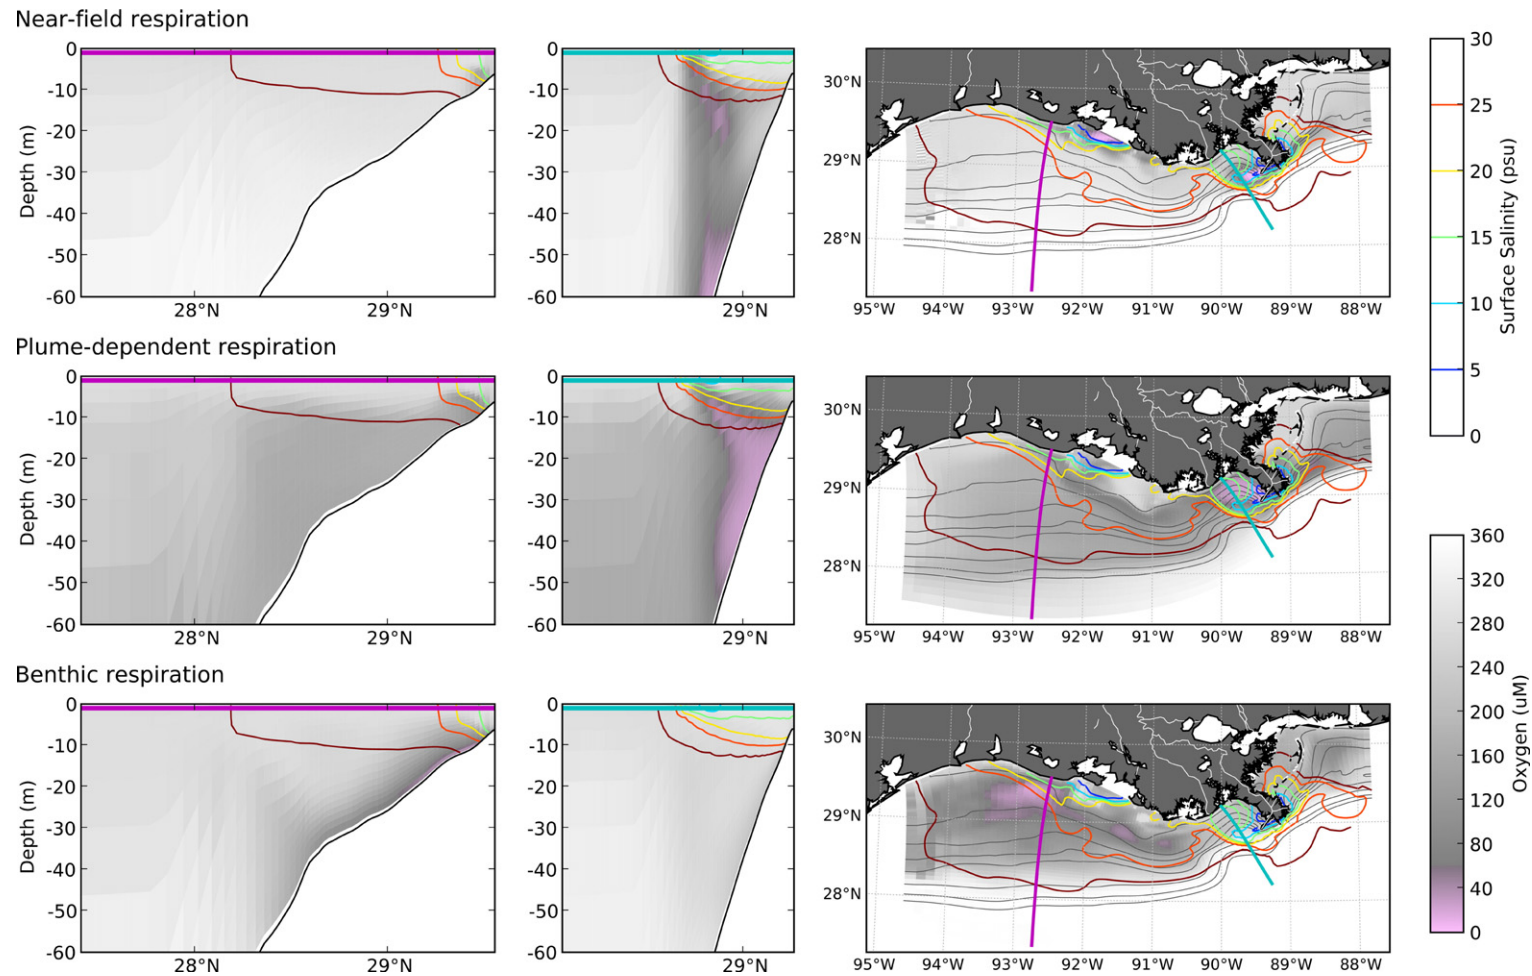 Near-field respiration
0
-10
-20
-30
-40
-50
-60
Depth (m)
28°N
29°N
0
-10
-20
-30
-40
-50
-60
29°N
30°N
29°N
28°N
95°W
94°W
93°W
92°W
91°W
90°W
89°W
88°W
30
25
20
15
10
5
0
Surface Salinity (psu)
Plume-dependent respiration
0
-10
-20
-30
-40
-50
-60
Depth (m)
28°N
29°N
0
-10
-20
-30
-40
-50
-60
29°N
30°N
29°N
28°N
95°W
94°W
93°W
92°W
91°W
90°W
89°W
88°W
360
320
280
240
200
160
120
80
40
0
Oxygen (uM)
Benthic respiration
0
-10
-20
-30
-40
-50
-60
Depth (m)
28°N
29°N
0
-10
-20
-30
-40
-50
-60
29°N
30°N
29°N
28°N
95°W
94°W
93°W
92°W
91°W
90°W
89°W
88°W